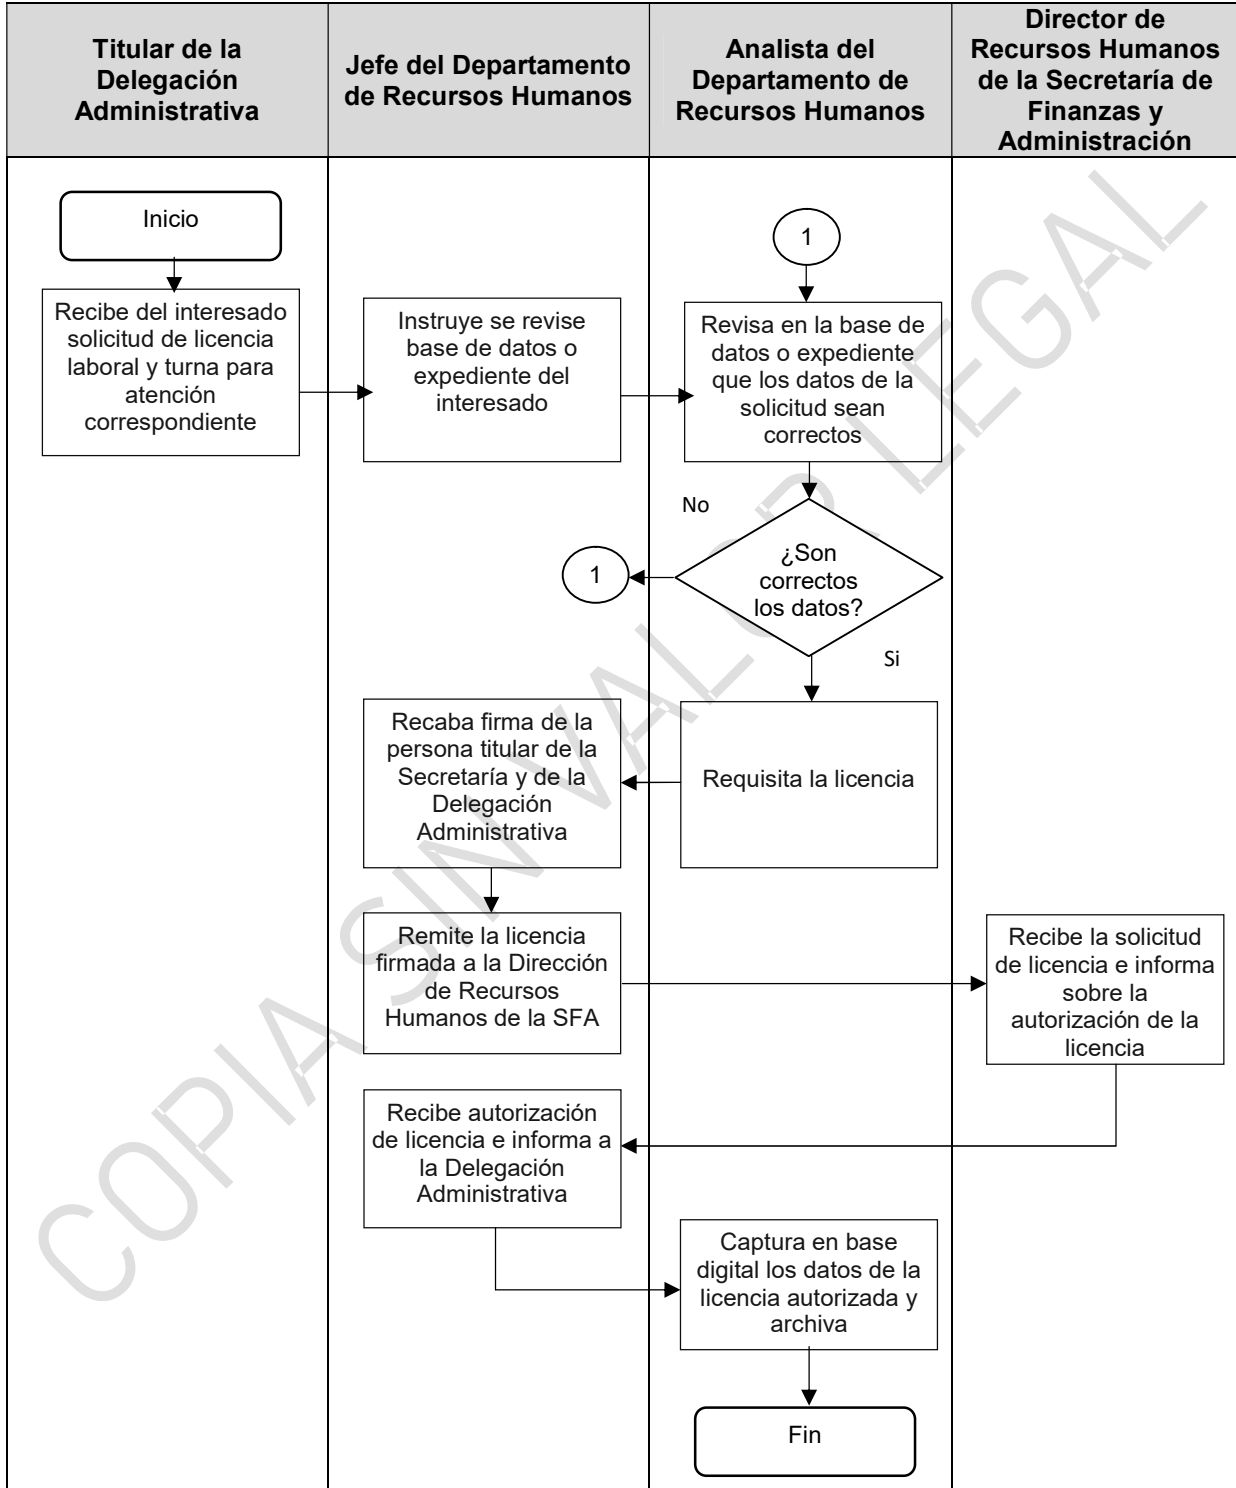 Titular de la
Delegación
Administrativa
Jefe del Departamento
de Recursos Humanos
Analista del
Departamento de
Recursos Humanos
Director de
Recursos Humanos
de la Secretaría de
Finanzas y
Administración
Inicio
1
Recibe del interesado
solicitud de licencia
laboral y turna para
atención
correspondiente
Instruye se revise
base de datos o
expediente del
interesado
Revisa en la base de
datos o expediente
que los datos de la
solicitud sean
correctos
No
¿Son
correctos
los datos?
1
Si
Requisita la licencia
Recaba firma de la
persona titular de la
Secretaría y de la
Delegación
Administrativa
Remite la licencia
firmada a la Dirección
de Recursos
Humanos de la SFA
Recibe la solicitud
de licencia e informa
sobre la
autorización de la
licencia
Recibe autorización
de licencia e informa a
la Delegación
Administrativa
Captura en base
digital los datos de la
licencia autorizada y
archiva
Fin
COPIA SIN VALOR LEGAL